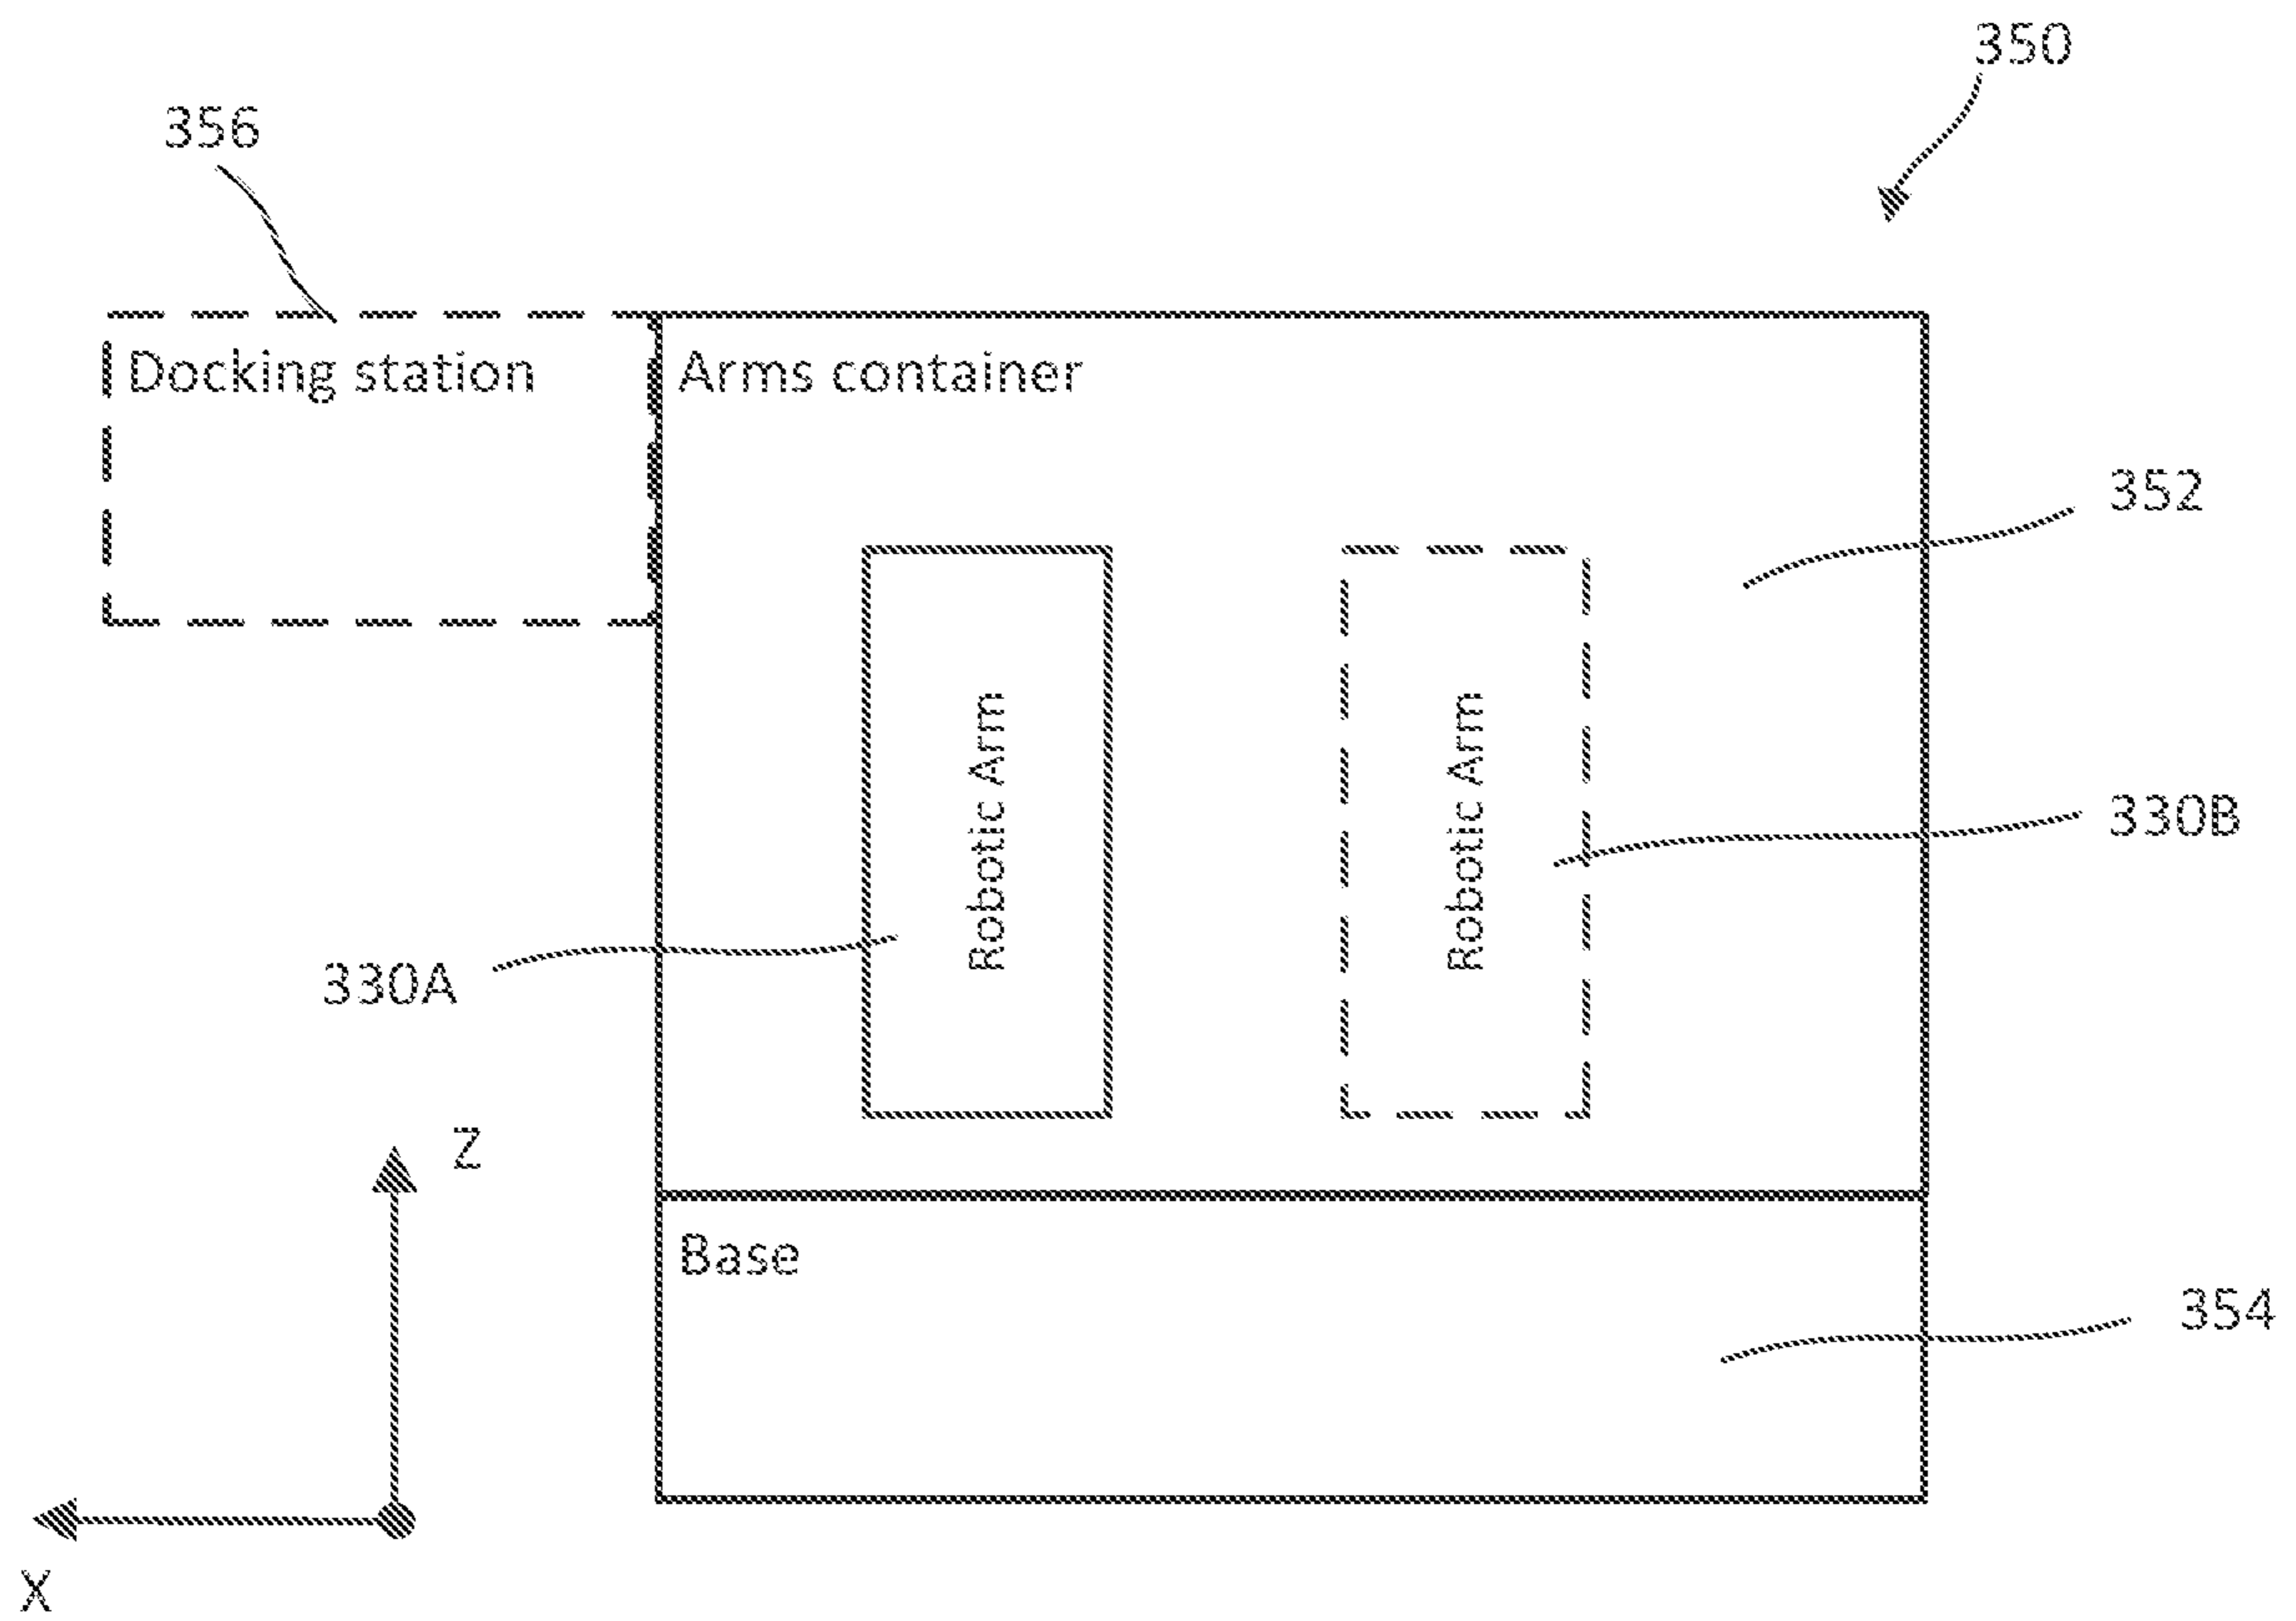 350
356
Docking station
Arms container
352
Robotic Arm
Robotic Arm
330B
330A
Z
Base
354
X